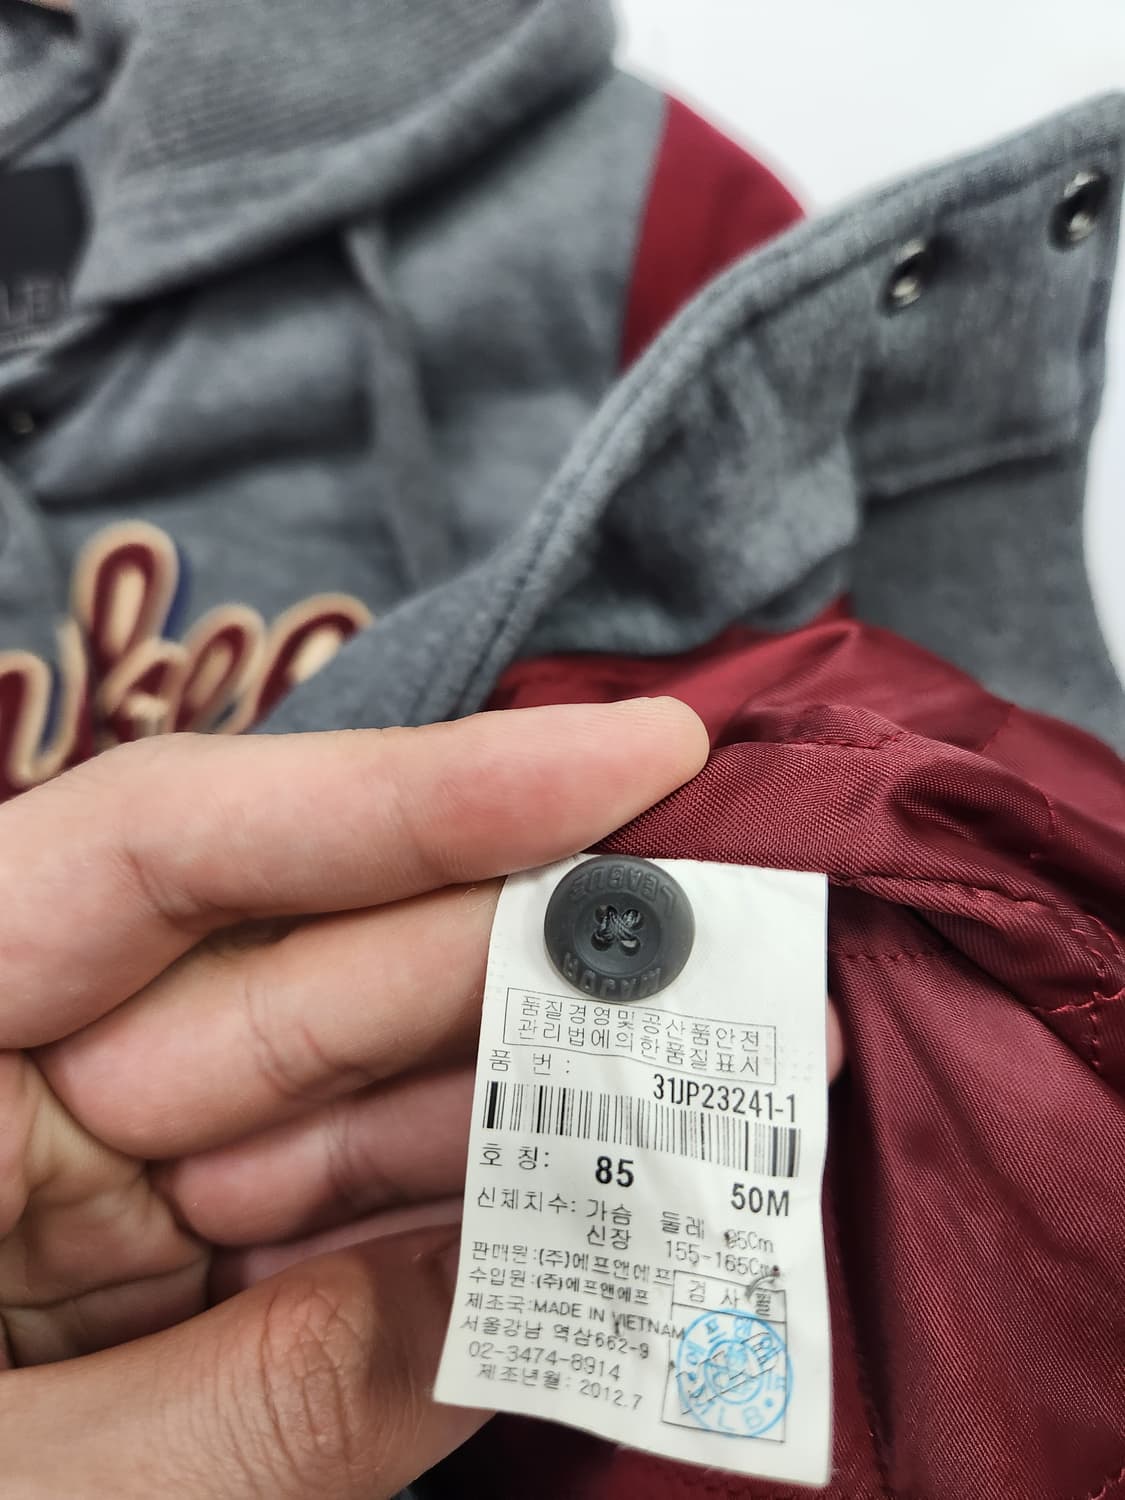 LEAGUE
MAJOR
품질경영및공산품안전
관리법에의한품질표시
품 번 :
31JP23241-1
호 칭: 85 50M
신체치수: 가슴 둘레 85Cm
신장 155-165Cm
판매원:(주)에프앤에프
수입원:(주)에프앤에프
제조국:MADE IN VIETNAM
서울강남 역삼662-9
02-3474-8914
제조년월: 2012.7
검 사 필